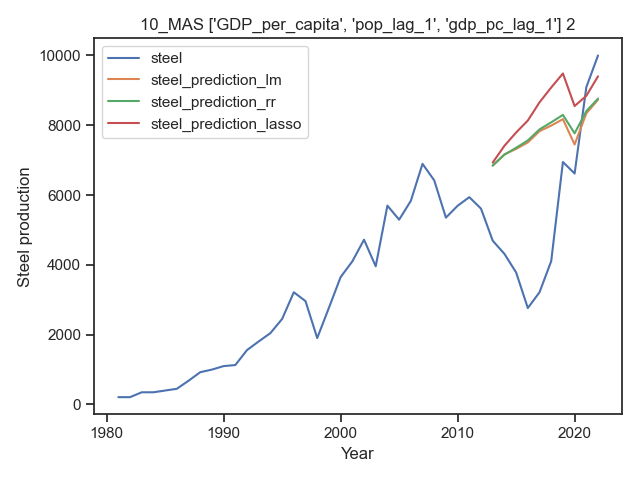 10_MAS ['GDP_per_capita', 'pop_lag_1', 'gdp_pc_lag_1'] 2
steel
steel_prediction_lm
steel_prediction_rr
steel_prediction_lasso
Steel production
10000
8000
6000
4000
2000
0
1980
1990
2000
2010
2020
Year